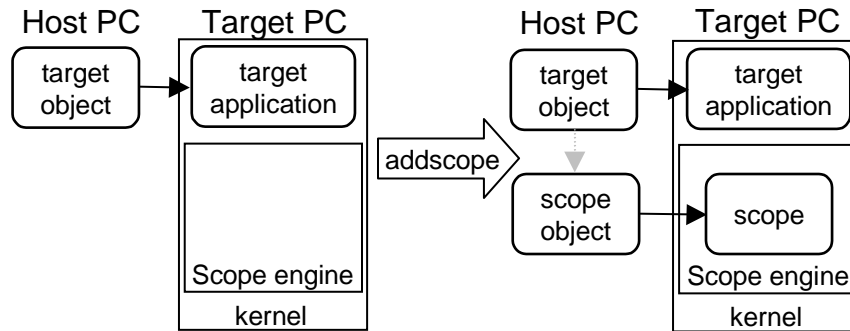 Host PC
Target PC
target
object
target
application
Scope engine
kernel
addscope
Host PC
Target PC
target
object
target
application
scope
object
scope
Scope engine
kernel